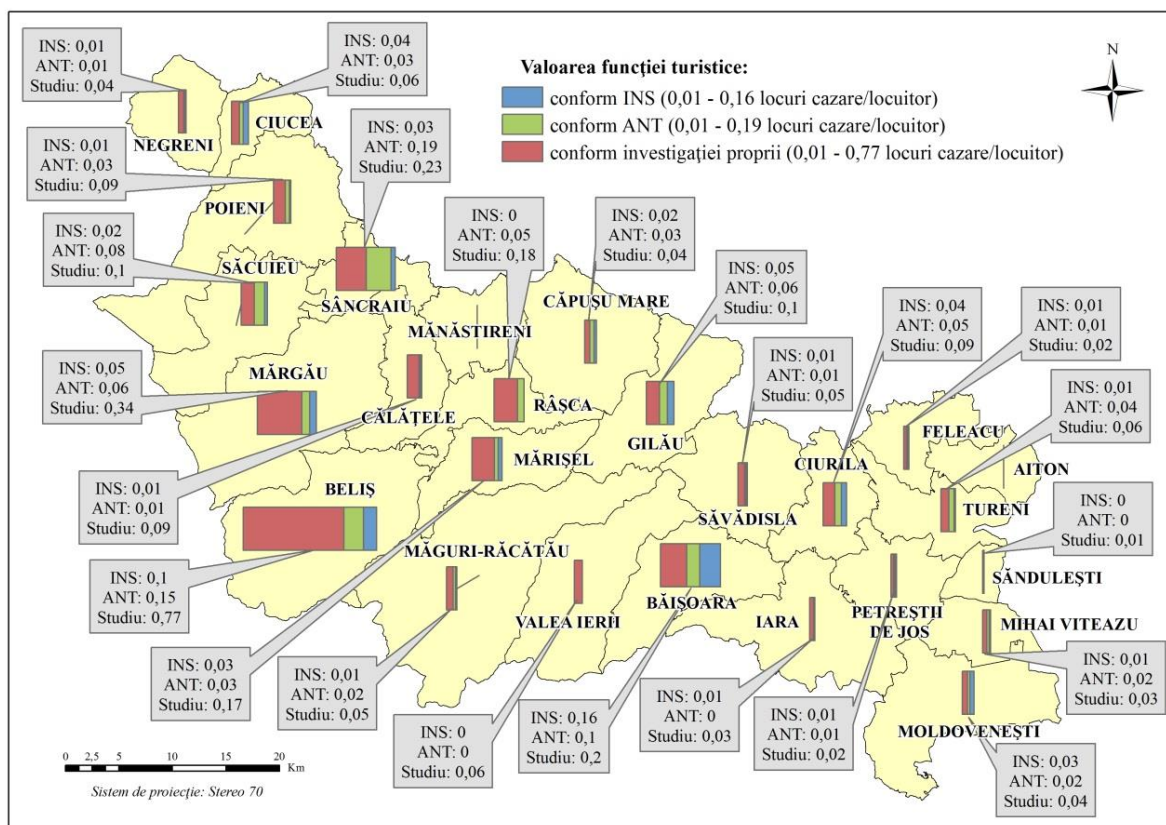 INS: 0,01
ANT: 0,01
Studiu: 0,04
INS: 0,04
ANT: 0,03
Studiu: 0,06
Valoarea funcției turistice:
conform INS (0,01 - 0,16 locuri cazare/locuitor)
conform ANT (0,01 - 0,19 locuri cazare/locuitor)
conform investigației proprii (0,01 - 0,77 locuri cazare/locuitor)
N
NEGRENI
CIUCEA
INS: 0,01
ANT: 0,03
Studiu: 0,09
INS: 0,03
ANT: 0,19
Studiu: 0,23
POIENI
INS: 0,02
ANT: 0,08
Studiu: 0,1
SĂCUIEU
SÂNCRAIU
INS: 0
ANT: 0,05
Studiu: 0,18
INS: 0,02
ANT: 0,03
Studiu: 0,04
MĂNĂSTIRENI
CĂPUȘU MARE
INS: 0,05
ANT: 0,06
Studiu: 0,1
INS: 0,04
ANT: 0,05
Studiu: 0,09
INS: 0,01
ANT: 0,01
Studiu: 0,02
INS: 0,05
ANT: 0,06
Studiu: 0,34
MĂRGĂU
CĂLĂȚELE
RÂȘCA
GILĂU
INS: 0,01
ANT: 0,01
Studiu: 0,05
INS: 0,01
ANT: 0,04
Studiu: 0,06
FELEACU
MĂRIȘEL
CIURILA
AITON
INS: 0,01
ANT: 0,01
Studiu: 0,09
BELIȘ
SĂVĂDISLA
TURENI
INS: 0
ANT: 0
Studiu: 0,01
MĂGURI-RĂCĂTĂU
INS: 0,1
ANT: 0,15
Studiu: 0,77
VALEA IERII
BĂIȘOARA
IARA
PETREȘTII
DE JOS
SĂNDULEȘTI
MIHAI VITEAZU
INS: 0,03
ANT: 0,03
Studiu: 0,17
INS: 0,01
ANT: 0,02
Studiu: 0,05
INS: 0
ANT: 0
Studiu: 0,06
INS: 0,16
ANT: 0,1
Studiu: 0,2
INS: 0,01
ANT: 0
Studiu: 0,03
INS: 0,01
ANT: 0,01
Studiu: 0,02
INS: 0,01
ANT: 0,02
Studiu: 0,03
MOLDOVENEȘTI
INS: 0,03
ANT: 0,02
Studiu: 0,04
0 2,5 5 10 15 20
Km
Sistem de proiecție: Stereo 70